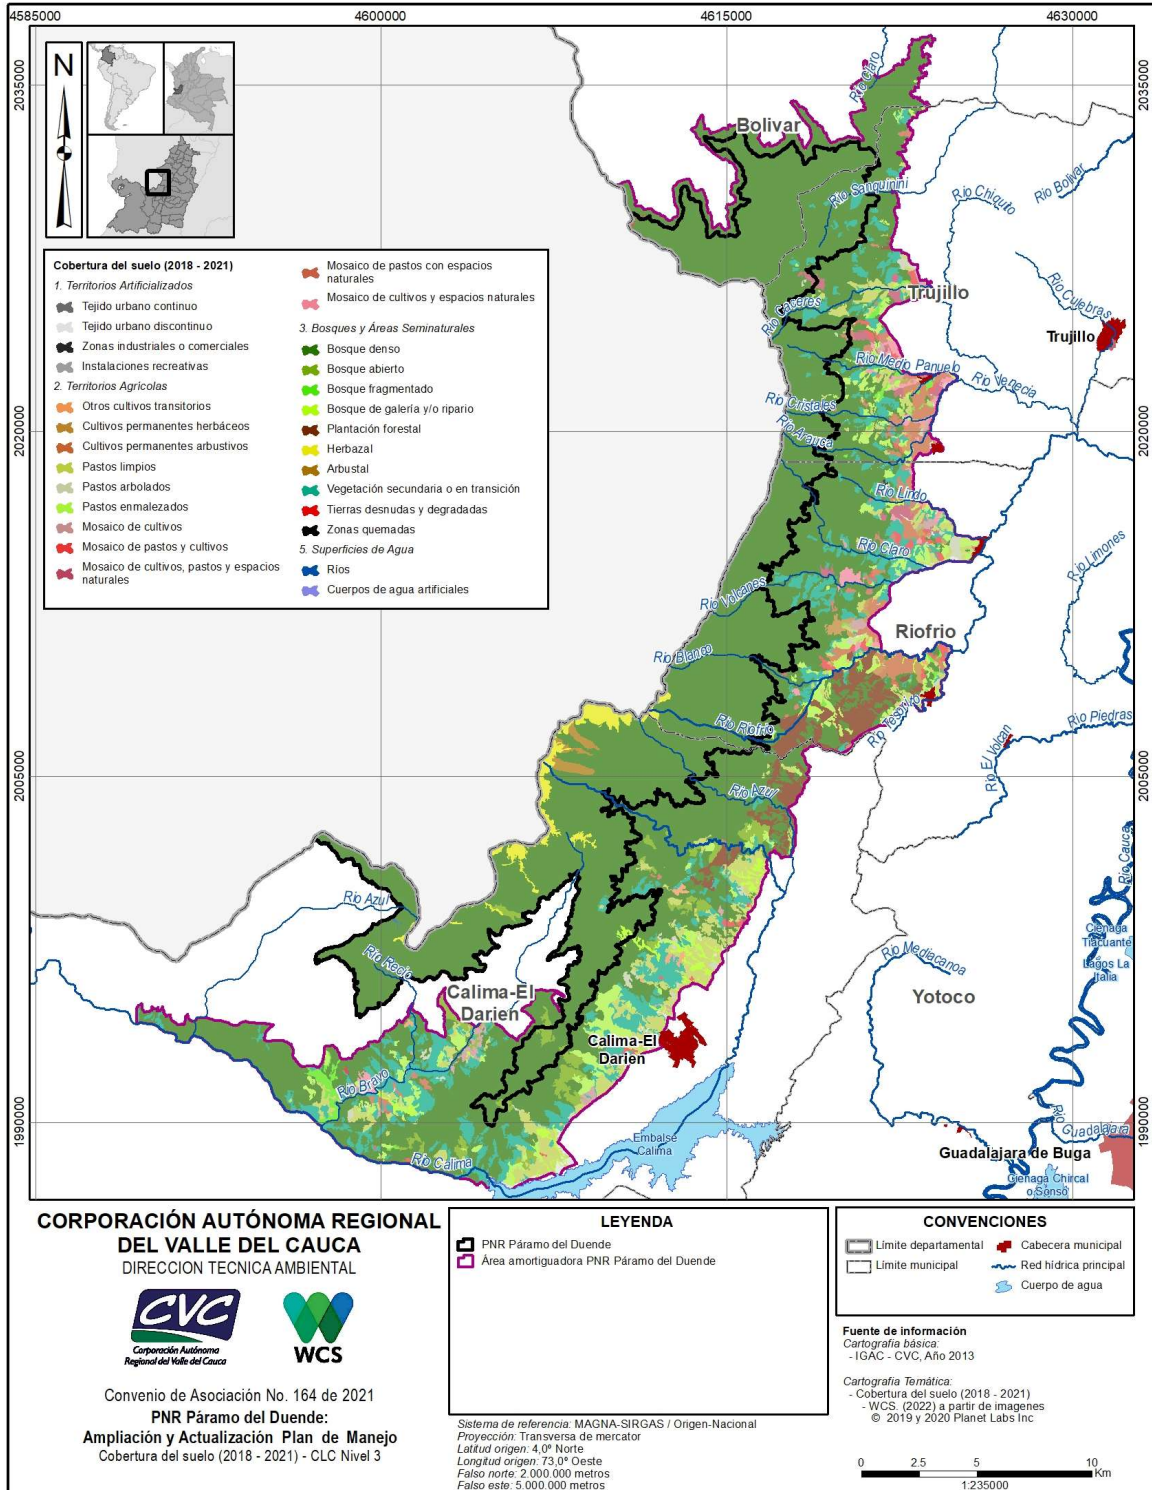 4585000
4600000
4615000
4630000
2035000
2035000
2020000
2020000
2005000
2005000
1990000
1990000
N
Cobertura del suelo (2018 - 2021)
1. Territorios Artificializados
Tejido urbano continuo
Tejido urbano discontinuo
Zonas industriales o comerciales
Instalaciones recreativas
2. Territorios Agrícolas
Otros cultivos transitorios
Cultivos permanentes herbáceos
Cultivos permanentes arbustivos
Pastos limpios
Pastos arbolados
Pastos enmalezados
Mosaico de cultivos
Mosaico de pastos y cultivos
Mosaico de cultivos, pastos y espacios
naturales
Mosaico de pastos con espacios
naturales
Mosaico de cultivos y espacios naturales
3. Bosques y Áreas Seminaturales
Bosque denso
Bosque abierto
Bosque fragmentado
Bosque de galería y/o ripario
Plantación forestal
Herbazal
Arbustal
Vegetación secundaria o en transición
Tierras desnudas y degradadas
Zonas quemadas
5. Superficies de Agua
Ríos
Cuerpos de agua artificiales
Río Claro
Bolivar
Río Sanquinini
Río Chiquito
Río Bolivar
Río Culebras
Trujillo
Trujillo
Río Caceres
Río Medio Panuelo
Río Venecia
Río Cristales
Río Arauca
Río Lindo
Río Claro
Río Limones
Río Volcanes
Riofrio
Río Blanco
Río Riofrio
Río Tesorito
Río Piedras
Río El Volcan
Río Azul
Río Cauca
Río Azul
Río Recio
Calima-El
Darien
Río Mediacanoa
Yotoco
Cienaga
Tiacuante
Lagos La
Italia
Calima-El
Darien
Río Bravo
Río Calima
Embalse
Calima
Río Guadalajara
Guadalajara de Buga
Cienaga Chircal
o Sonso
CORPORACIÓN AUTÓNOMA REGIONAL
DEL VALLE DEL CAUCA
DIRECCION TECNICA AMBIENTAL
CVC
Corporación Autónoma
Regional del Valle del Cauca
WCS
Convenio de Asociación No. 164 de 2021
PNR Páramo del Duende:
Ampliación y Actualización Plan de Manejo
Cobertura del suelo (2018 - 2021) - CLC Nivel 3
LEYENDA
PNR Páramo del Duende
Área amortiguadora PNR Páramo del Duende
Sistema de referencia: MAGNA-SIRGAS / Origen-Nacional
Proyección: Transversa de mercator
Latitud origen: 4,0º Norte
Longitud origen: 73,0º Oeste
Falso norte: 2.000.000 metros
Falso este: 5.000.000 metros
CONVENCIONES
Límite departamental
Límite municipal
Cabecera municipal
Red hídrica principal
Cuerpo de agua
Fuente de información
Cartografía básica:
- IGAC - CVC, Año 2013
Cartografía Temática:
- Cobertura del suelo (2018 - 2021)
- WCS. (2022) a partir de imagenes
© 2019 y 2020 Planet Labs Inc
0 2.5 5 10
Km
1:235000